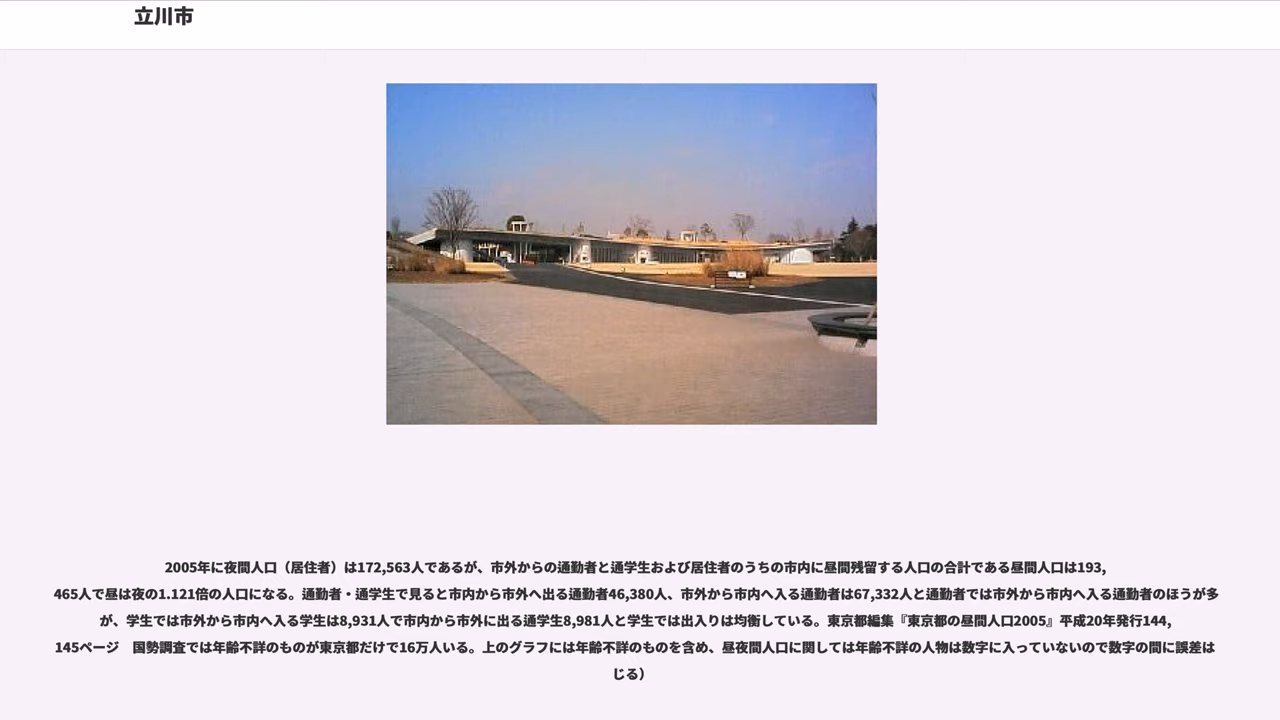 立川市
2005年に夜間人口（居住者）は172,563人であるが、市外からの通勤者と通学生および居住者のうちの市内に昼間残留する人口の合計である昼間人口は193,
465人で昼は夜の1.121倍の人口になる。通勤者・通学生で見ると市内から市外へ出る通勤者46,380人、市外から市内へ入る通勤者は67,332人と通勤者では市外から市内へ入る通勤者のほうが多
が、学生では市外から市内へ入る学生は8,931人で市内から市外に出る通学生8,981人と学生では出入りは均衡している。東京都編集『東京都の昼間人口2005』平成20年発行144,
145ページ　国勢調査では年齢不詳のものが東京都だけで16万人いる。上のグラフには年齢不詳のものを含め、昼夜間人口に関しては年齢不詳の人物は数字に入っていないので数字の間に誤差は
じる）